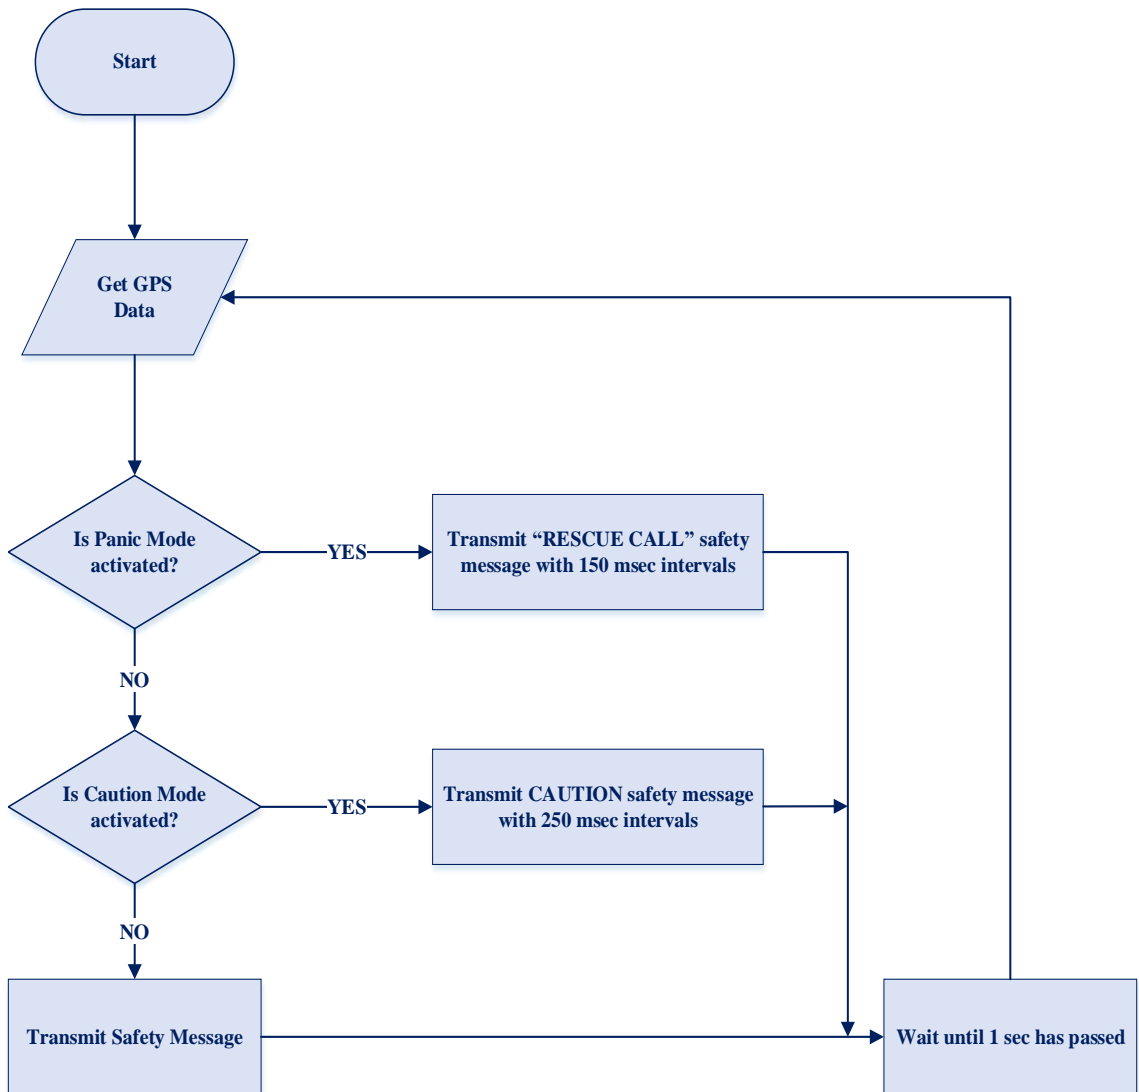 Start
Get GPS
Data
Is Panic Mode
activated?
YES
Transmit “RESCUE CALL” safety
message with 150 msec intervals
NO
Is Caution Mode
activated?
YES
Transmit CAUTION safety message
with 250 msec intervals
NO
Transmit Safety Message
Wait until 1 sec has passed